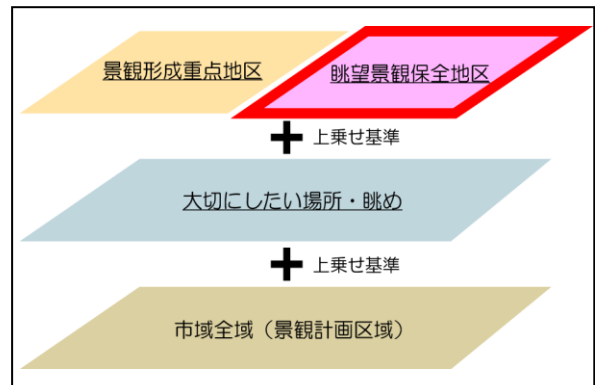 景観形成重点地区
眺望景観保全地区
+ 上乗せ基準
大切にしたい場所・眺め
+ 上乗せ基準
市域全域（景観計画区域）